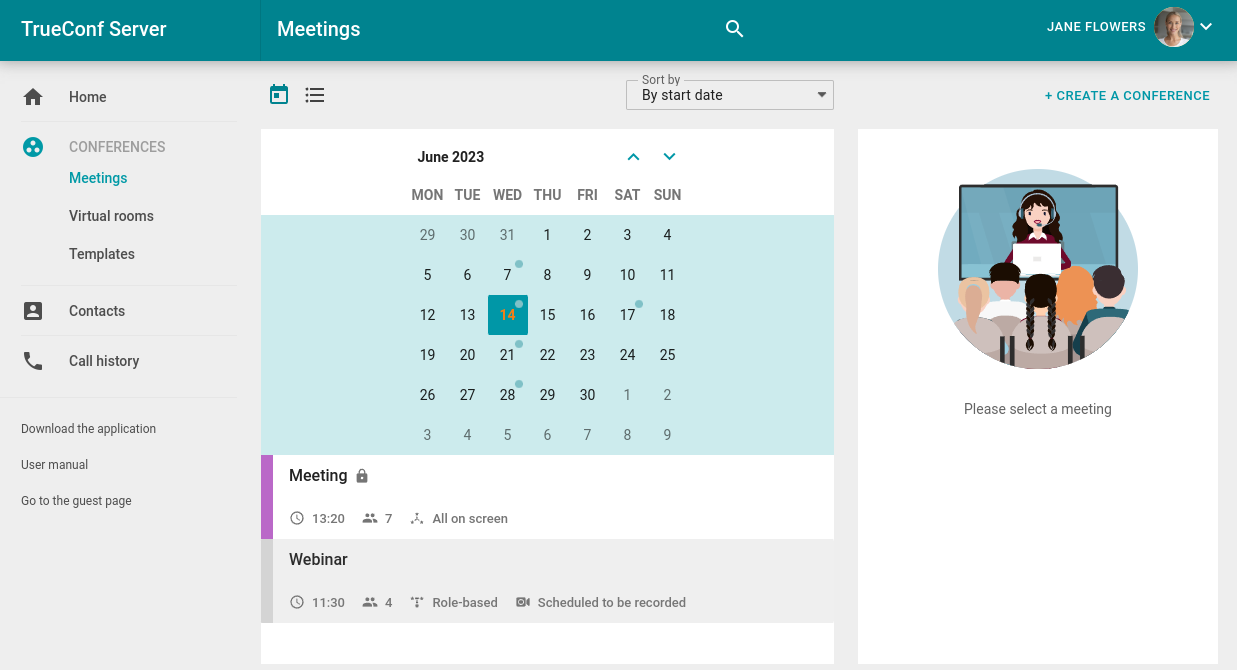 TrueConf Server
Meetings
JANE FLOWERS
Home
CONFERENCES
Meetings
Virtual rooms
Templates
Contacts
Call history
Download the application
User manual
Go to the guest page
Sort by
By start date
+ CREATE A CONFERENCE
June 2023
MON TUE WED THU FRI SAT SUN
29 30 31 1 2 3 4
5 6 7 8 9 10 11
12 13 14 15 16 17 18
19 20 21 22 23 24 25
26 27 28 29 30 1 2
3 4 5 6 7 8 9
Meeting
13:20 7 All on screen
Webinar
11:30 4 Role-based Scheduled to be recorded
Please select a meeting